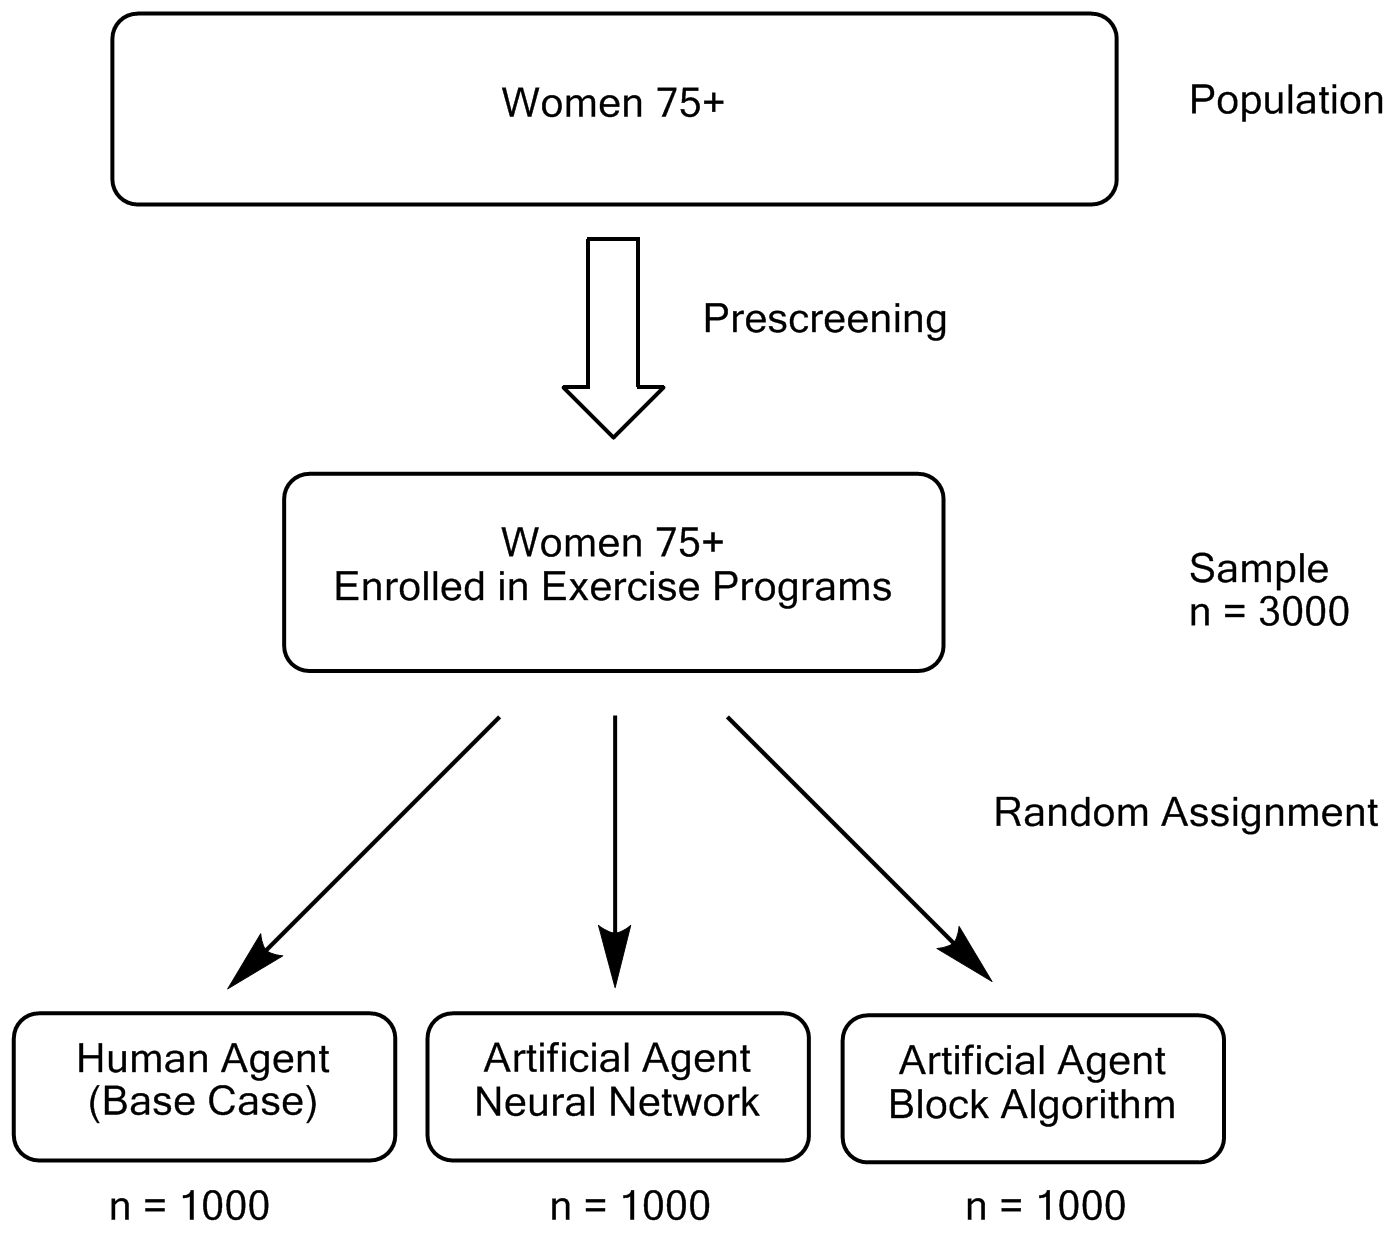 Women 75+
Population
Prescreening
Women 75+
Enrolled in Exercise Programs
Sample
n = 3000
Random Assignment
Human Agent
(Base Case)
Artificial Agent
Neural Network
Artificial Agent
Block Algorithm
n = 1000
n = 1000
n = 1000